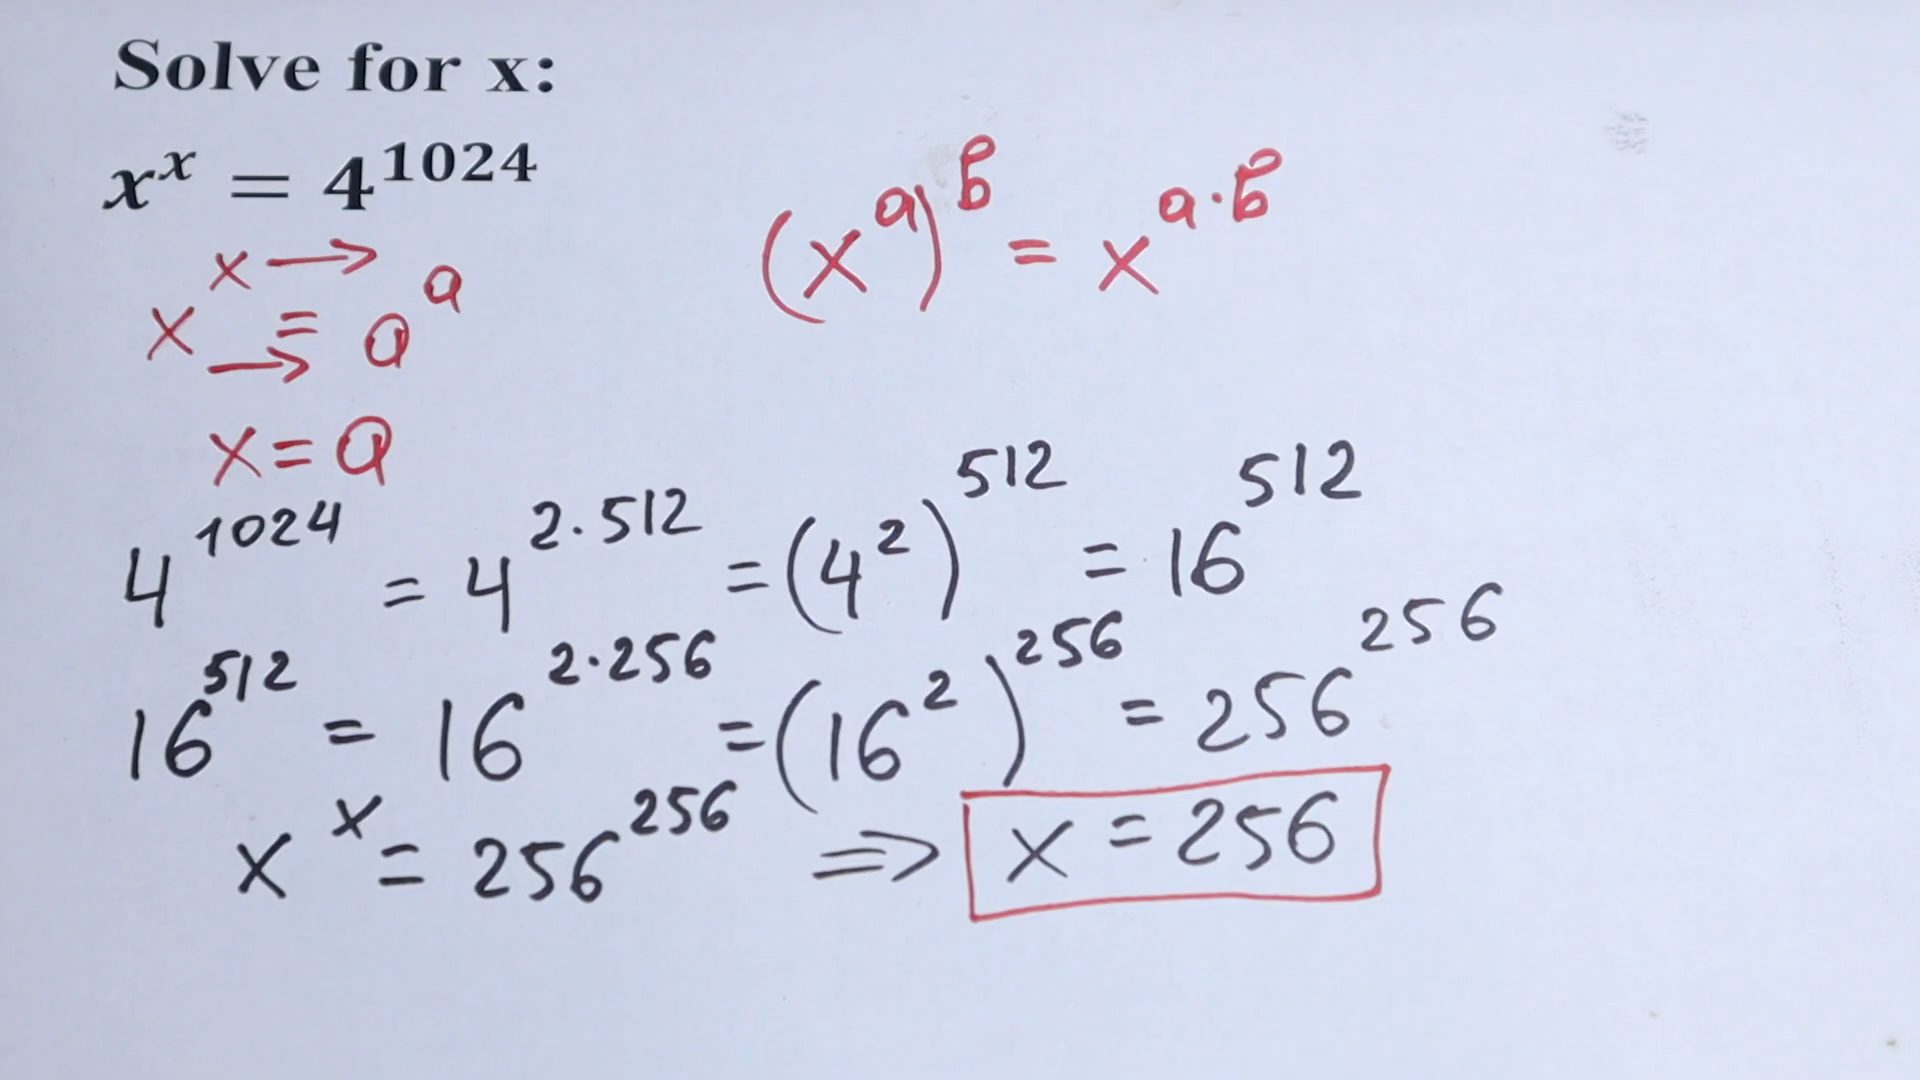 Solve for x:
x^x = 4^1024
x^x = a^a
(x^a)^b = x^a·b
x = a
4^1024 = 4^2·512 = (4^2)^512 = 16^512
16^512 = 16^2·256 = (16^2)^256 = 256^256
x^x = 256^256 ⇒ x = 256